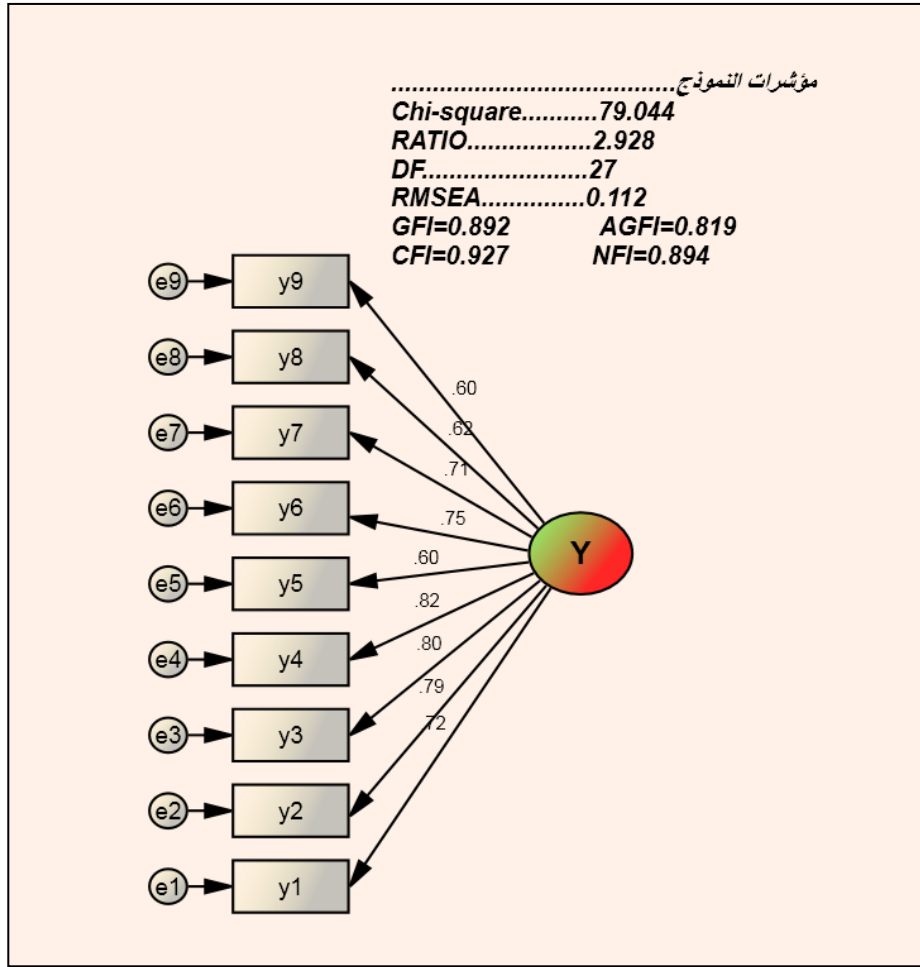 مؤشرات النموذج.........................................
Chi-square...........79.044
RATIO..................2.928
DF........................27
RMSEA...............0.112
GFI=0.892 AGFI=0.819
CFI=0.927 NFI=0.894
e9 y9
.60
e8 y8
.62
e7 y7
.71
e6 y6
.75
Y
e5 y5
.60
.82
e4 y4
.80
.79
e3 y3
.72
e2 y2
e1 y1